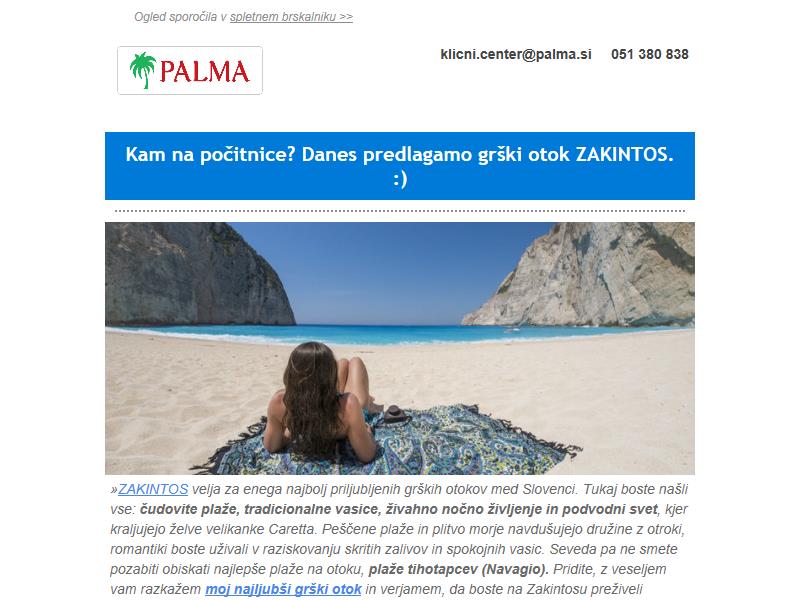 Ogled sporočila v spletnem brskalniku >>
PALMA
klicni.center@palma.si 051 380 838
Kam na počitnice? Danes predlagamo grški otok ZAKINTOS.
:)
»ZAKINTOS velja za enega najbolj priljubljenih grških otokov med Slovenci. Tukaj boste našli
vse: čudovite plaže, tradicionalne vasice, živahno nočno življenje in podvodni svet, kjer
kraljujejo želve velikanke Caretta. Peščene plaže in plitvo morje navdušujejo družine z otroki,
romantiki boste uživali v raziskovanju skritih zalivov in spokojnih vasic. Seveda pa ne smete
pozabiti obiskati najlepše plaže na otoku, plaže tihotapcev (Navagio). Pridite, z veseljem
vam razkažem moj najljubši grški otok in verjamem, da boste na Zakintosu preživeli